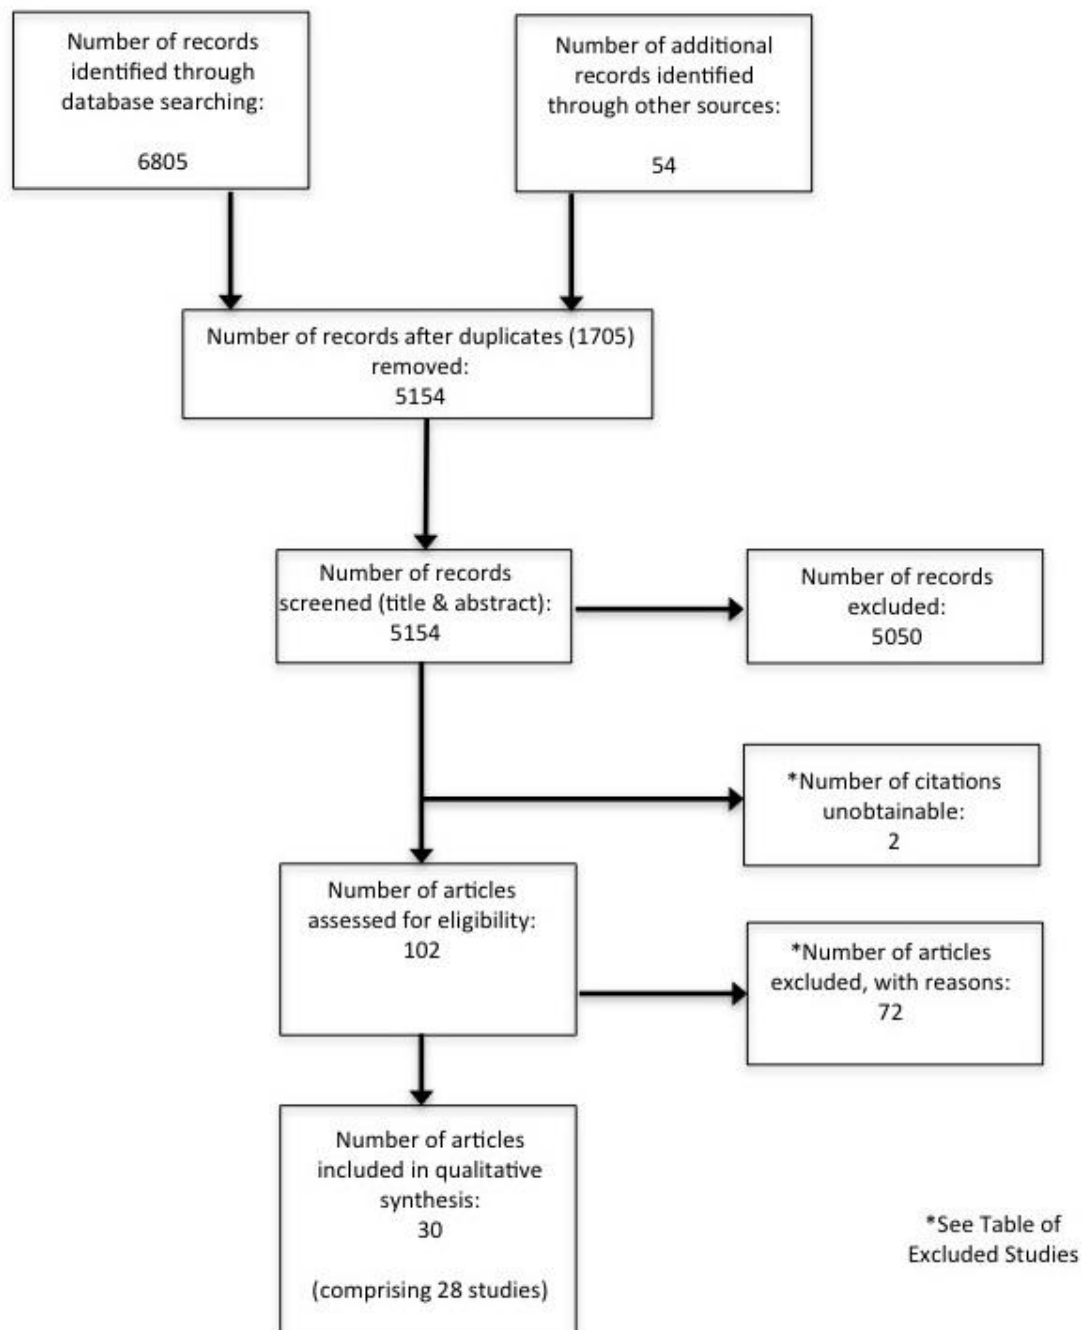 Number of records
identified through
database searching:
6805
Number of additional
records identified
through other sources:
54
Number of records after duplicates (1705)
removed:
5154
Number of records
screened (title & abstract):
5154
Number of records
excluded:
5050
*Number of citations
unobtainable:
2
Number of articles
assessed for eligibility:
102
*Number of articles
excluded, with reasons:
72
Number of articles
included in qualitative
synthesis:
30
(comprising 28 studies)
*See Table of
Excluded Studies